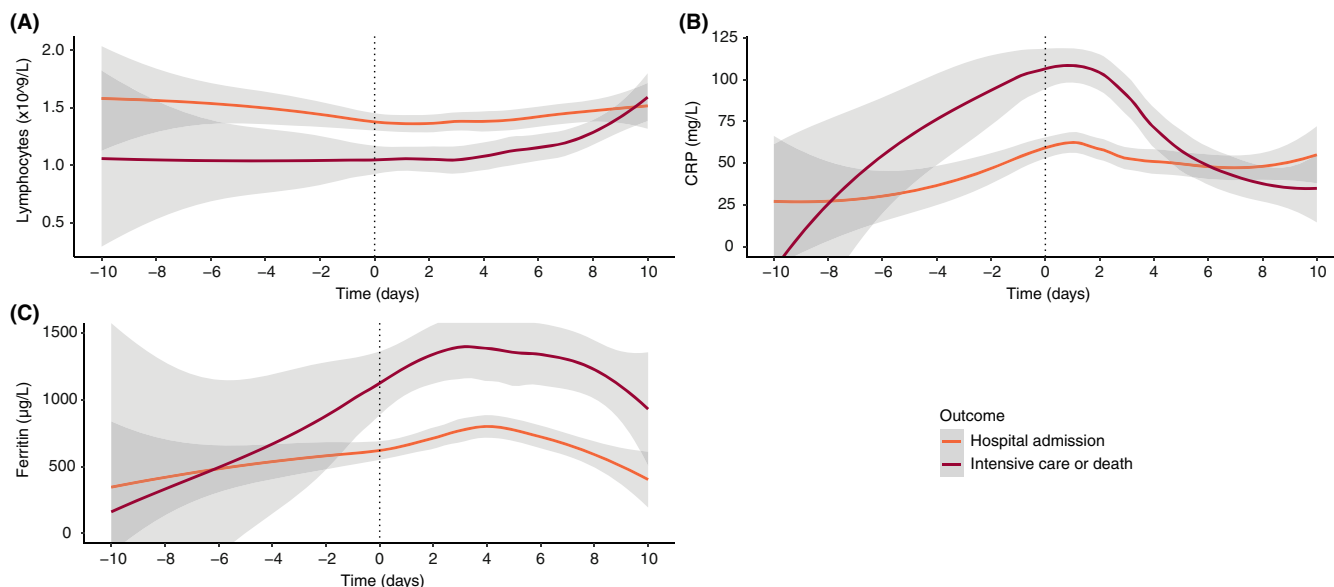 (A)
Lymphocytes (x10^9/L)
2.0
1.5
1.0
0.5
−10 −8 −6 −4 −2 0 2 4 6 8 10
Time (days)
(B)
CRP (mg/L)
125
100
75
50
25
0
−10 −8 −6 −4 −2 0 2 4 6 8 10
Time (days)
(C)
Ferritin (µg/L)
1500
1000
500
0
−10 −8 −6 −4 −2 0 2 4 6 8 10
Time (days)
Outcome
Hospital admission
Intensive care or death